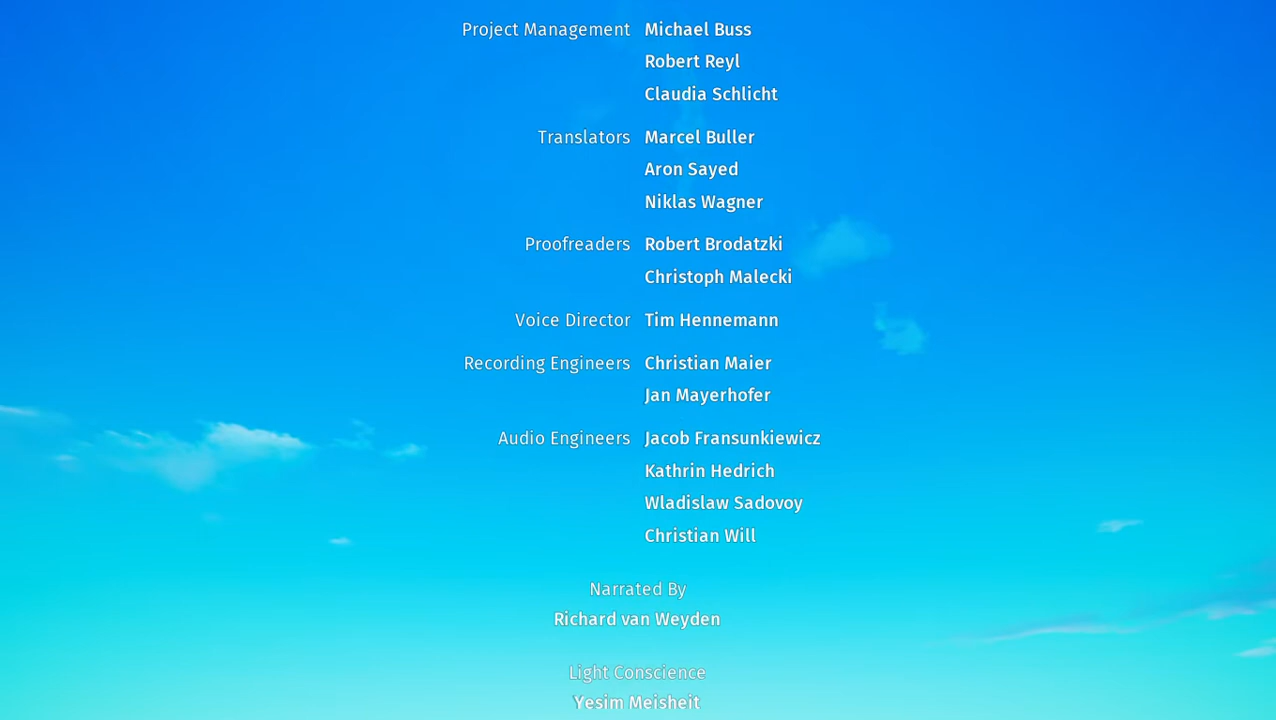 Project Management Michael Buss
Robert Reyl
Claudia Schlicht
Translators Marcel Buller
Aron Sayed
Niklas Wagner
Proofreaders Robert Brodatzki
Christoph Malecki
Voice Director Tim Hennemann
Recording Engineers Christian Maier
Jan Mayerhofer
Audio Engineers Jacob Fransunkiewicz
Kathrin Hedrich
Wladislaw Sadovoy
Christian Will
Narrated By
Richard van Weyden
Light Conscience
Yesim Meisheit